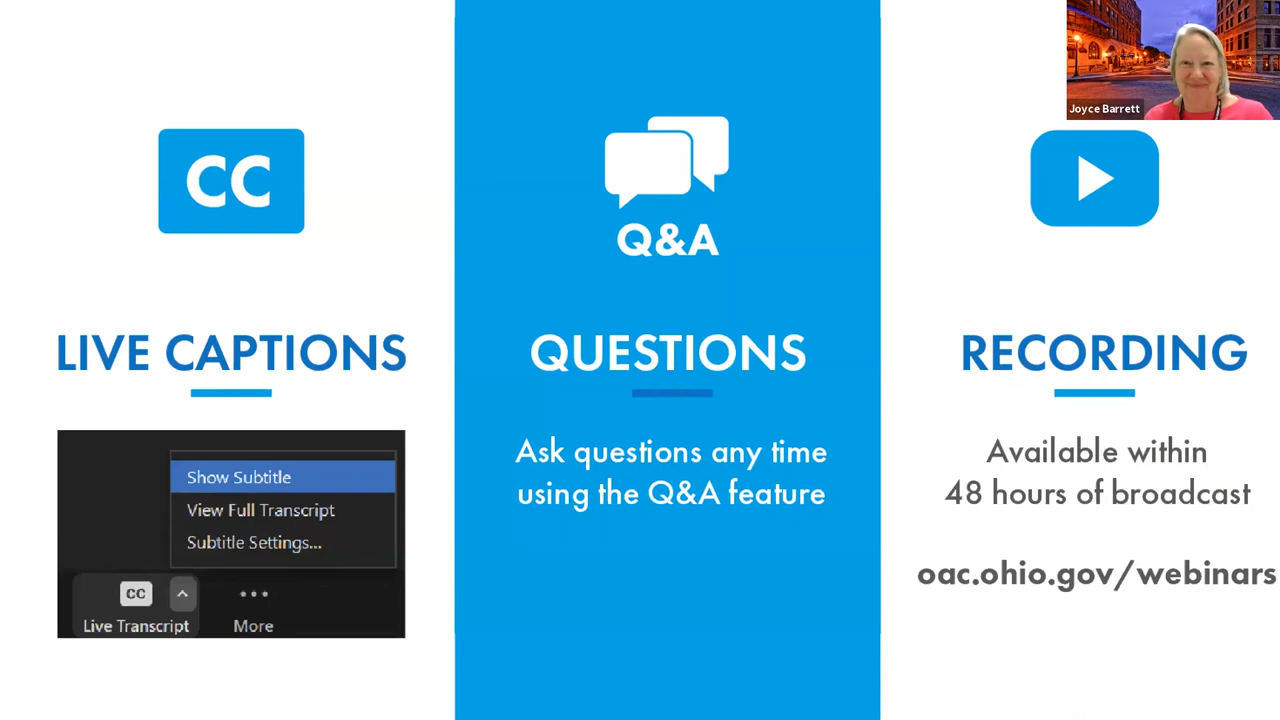 Joyce Barrett
CC
LIVE CAPTIONS
Show Subtitle
View Full Transcript
Subtitle Settings...
CC
Live Transcript
More
Q&A
QUESTIONS
Ask questions any time
using the Q&A feature
RECORDING
Available within
48 hours of broadcast
oac.ohio.gov/webinars